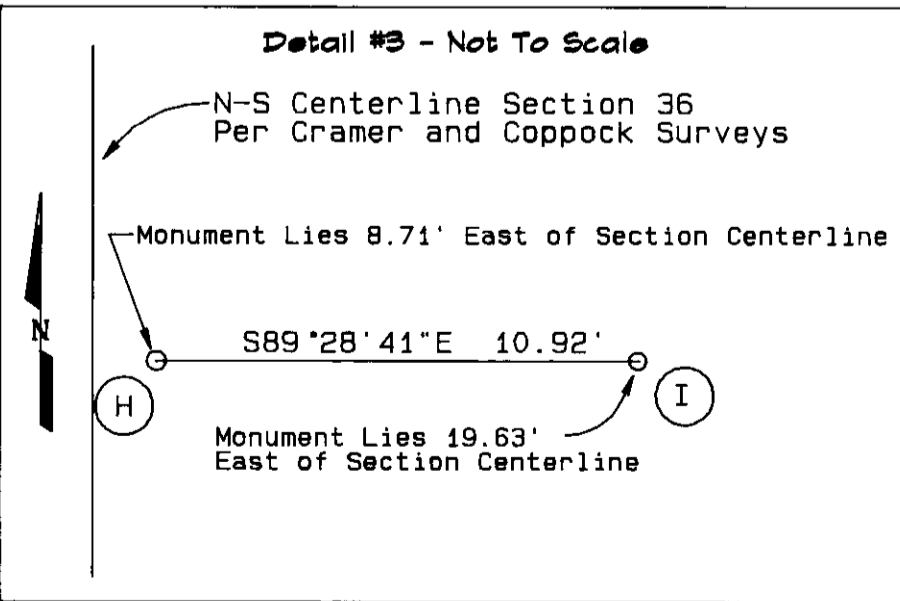 Detail #3 - Not To Scale
N-S Centerline Section 36
Per Cramer and Coppock Surveys
Monument Lies 8.71' East of Section Centerline
N
S89°28'41"E 10.92'
H
I
Monument Lies 19.63'
East of Section Centerline